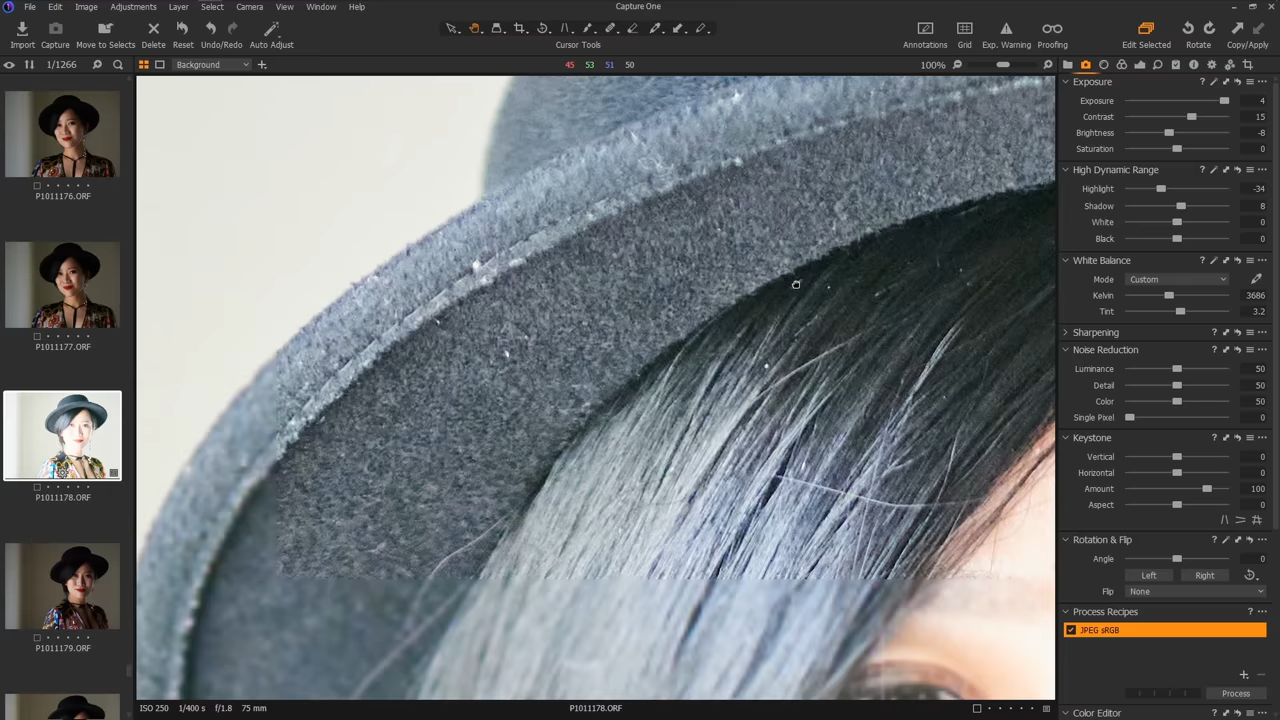 File Edit Image Adjustments Layer Select Camera View Window Help
Capture One
Import Capture Move to Selects Delete Reset Undo/Redo Auto Adjust
Cursor Tools
Annotations Grid Exp. Warning Proofing Edit Selected Rotate Copy/Apply
1/1266
Background
45 53 51 50
100%
P1011176.ORF
P1011177.ORF
P1011178.ORF
P1011179.ORF
Exposure
Exposure 4
Contrast 15
Brightness -8
Saturation 0
High Dynamic Range
Highlight -34
Shadow 8
White 0
Black 0
White Balance
Mode Custom
Kelvin 3686
Tint 3.2
Sharpening
Noise Reduction
Luminance 50
Detail 50
Color 50
Single Pixel 0
Keystone
Vertical 0
Horizontal 0
Amount 100
Aspect 0
Rotation & Flip
Angle 0
Left Right
Flip None
Process Recipes
JPEG sRGB
Process
Color Editor
ISO 250 1/400 s f/1.8 75 mm
P1011178.ORF